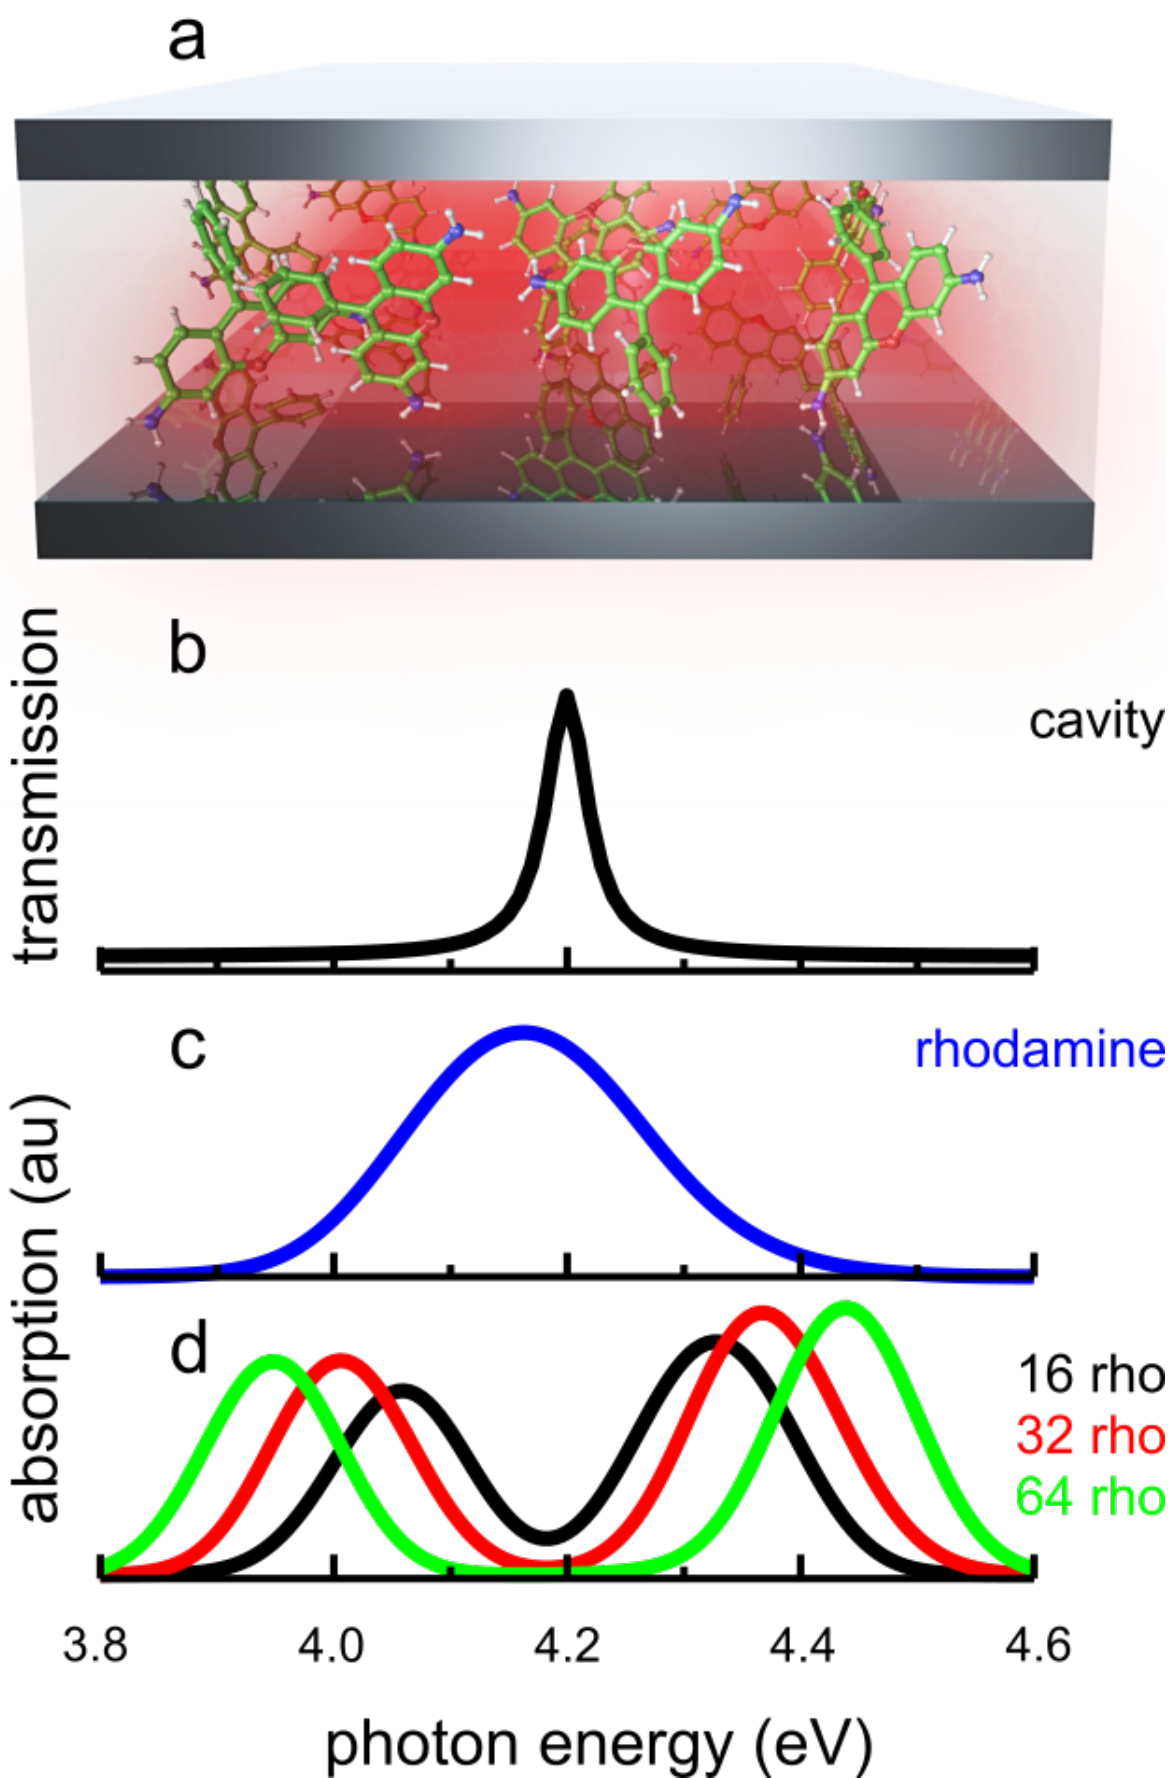 a
b
transmission
cavity
c
rhodamine
absorption (au)
d
16 rho
32 rho
64 rho
3.8 4.0 4.2 4.4 4.6
photon energy (eV)